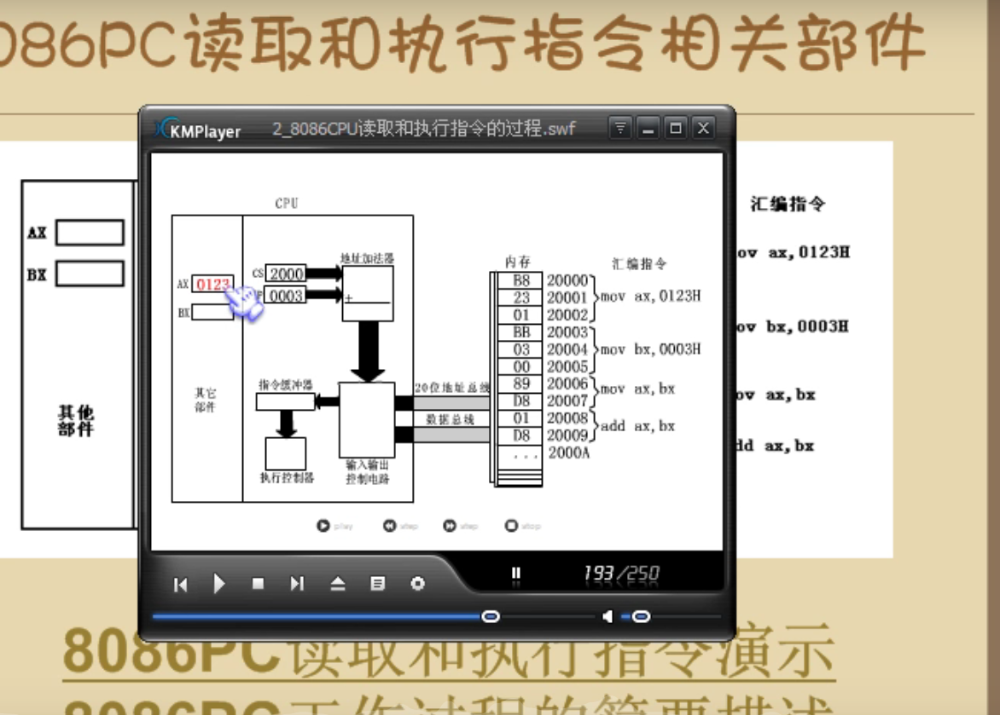 086PC读取和执行指令相关部件
KMPlayer 2_8086CPU读取和执行指令的过程.swf
AX
BX
其他
部件
CPU
AX 0123
BX
其它
部件
CS 2000
0003
地址加法器
+
指令缓冲器
执行控制器
输入输出
控制电路
20位地址总线
数据总线
内存 汇编指令
B8 20000
23 20001 mov ax,0123H
01 20002
BB 20003
03 20004 mov bx,0003H
00 20005
89 20006 mov ax,bx
D8 20007
01 20008 add ax,bx
D8 20009
... 2000A
play step step stop
193/250
汇编指令
ov ax,0123H
ov bx,0003H
ov ax,bx
dd ax,bx
8086PC读取和执行指令演示
8086PC工作过程的简要描述